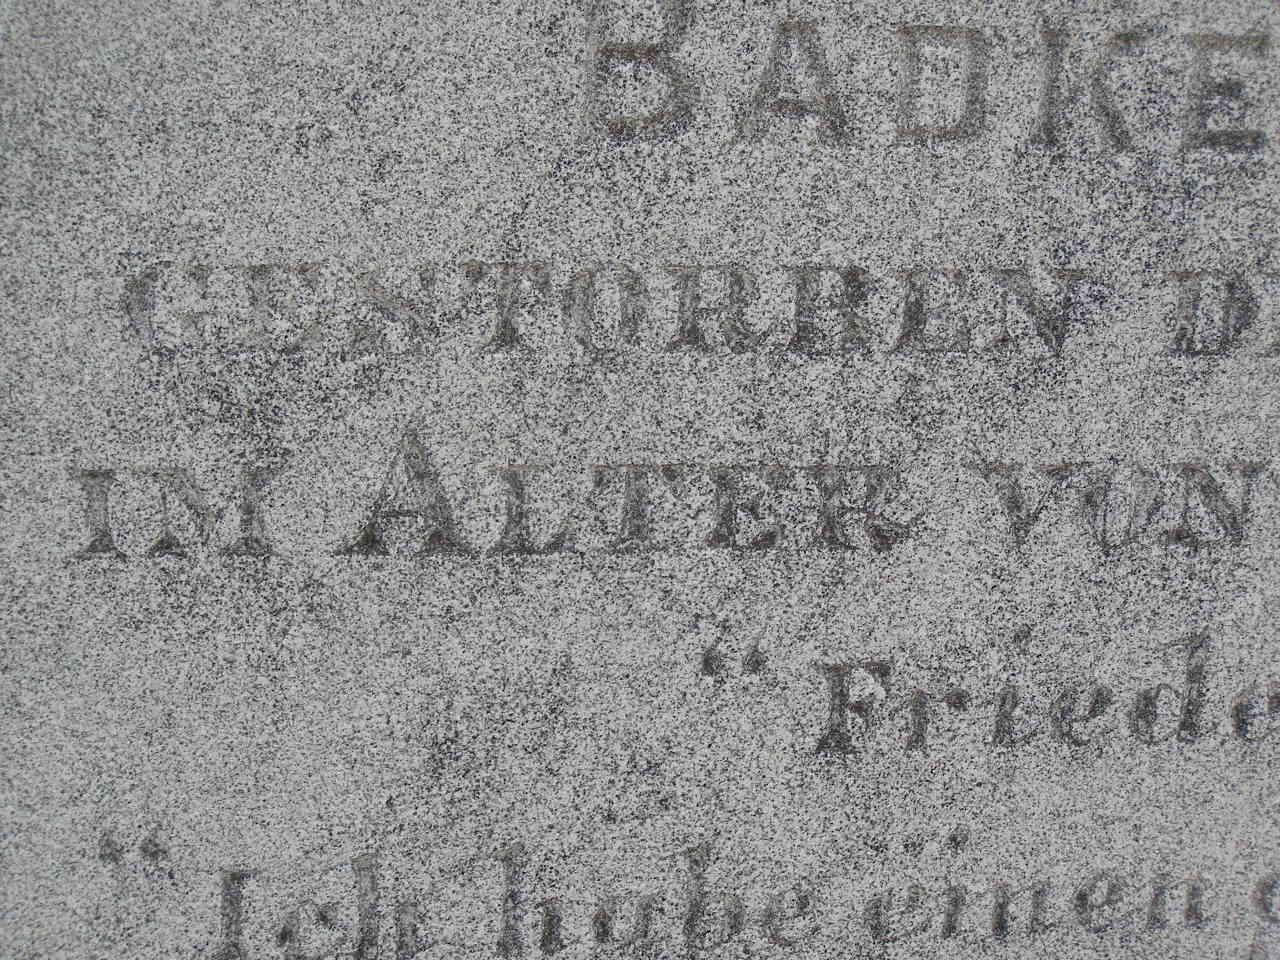 BADKE
GESTORBEN D
IM ALTER VON
“Friede
“Ich habe einen